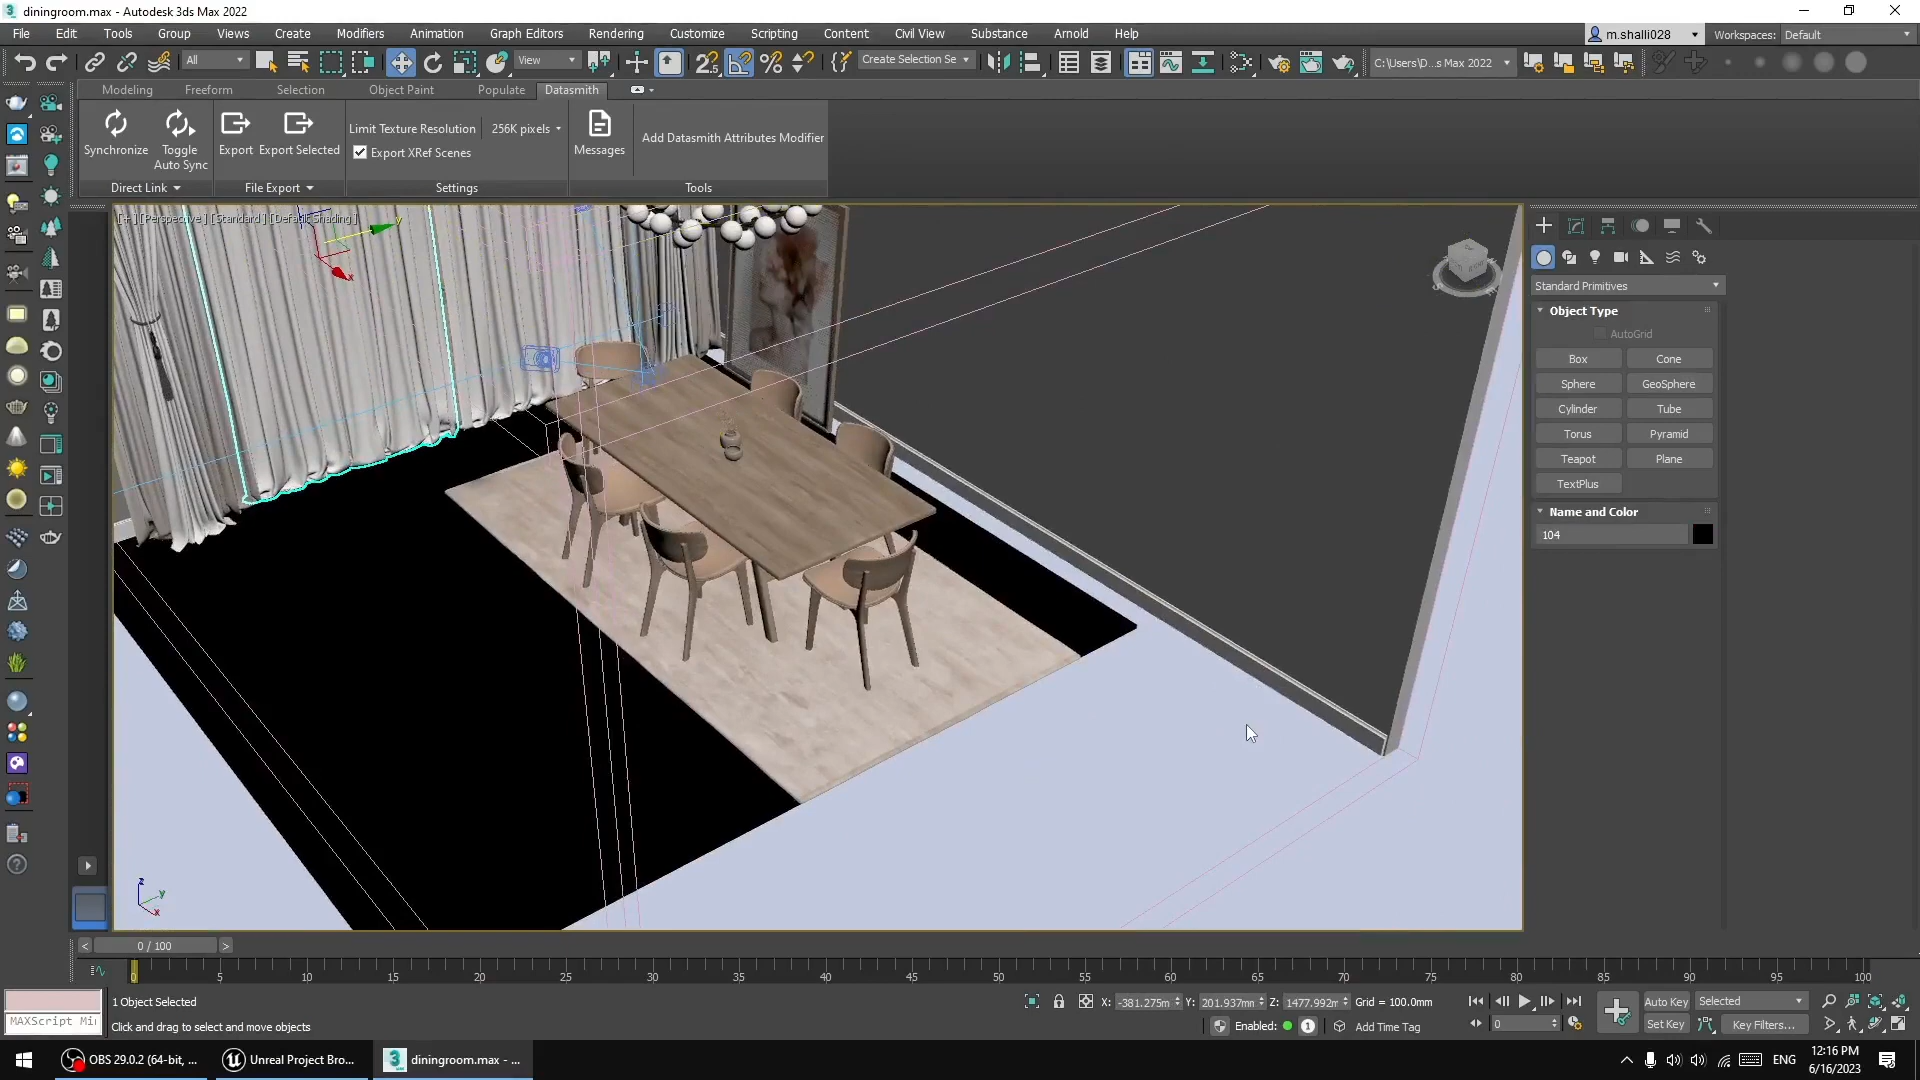 diningroom.max - Autodesk 3ds Max 2022
File Edit Tools Group Views Create Modifiers Animation Graph Editors Rendering Customize Scripting Content Civil View Substance Arnold Help
m.shalli028 Workspaces: Default
All View Create Selection Se C:\Users\D...s Max 2022
Modeling Freeform Selection Object Paint Populate Datasmith
Limit Texture Resolution 256K pixels
Export XRef Scenes
Synchronize Toggle Auto Sync Export Export Selected Messages Add Datasmith Attributes Modifier
Direct Link File Export Settings Tools
[+] [Perspective] [Standard] [Default Shading]
y
x
Standard Primitives
Object Type
AutoGrid
Box Cone
Sphere GeoSphere
Cylinder Tube
Torus Pyramid
Teapot Plane
TextPlus
Name and Color
104
z
y
x
< 0 / 100 >
0 5 10 15 20 25 30 35 40 45 50 55 60 65 70 75 80 85 90 95 100
1 Object Selected X: -381.275m Y: 201.937mm Z: 1477.992m Grid = 100.0mm Auto Key Selected
MAXScript Mi
Click and drag to select and move objects Enabled: 1 Add Time Tag 0 Set Key Key Filters...
OBS 29.0.2 (64-bit, ... Unreal Project Bro... diningroom.max - ... ENG
12:16 PM
6/16/2023